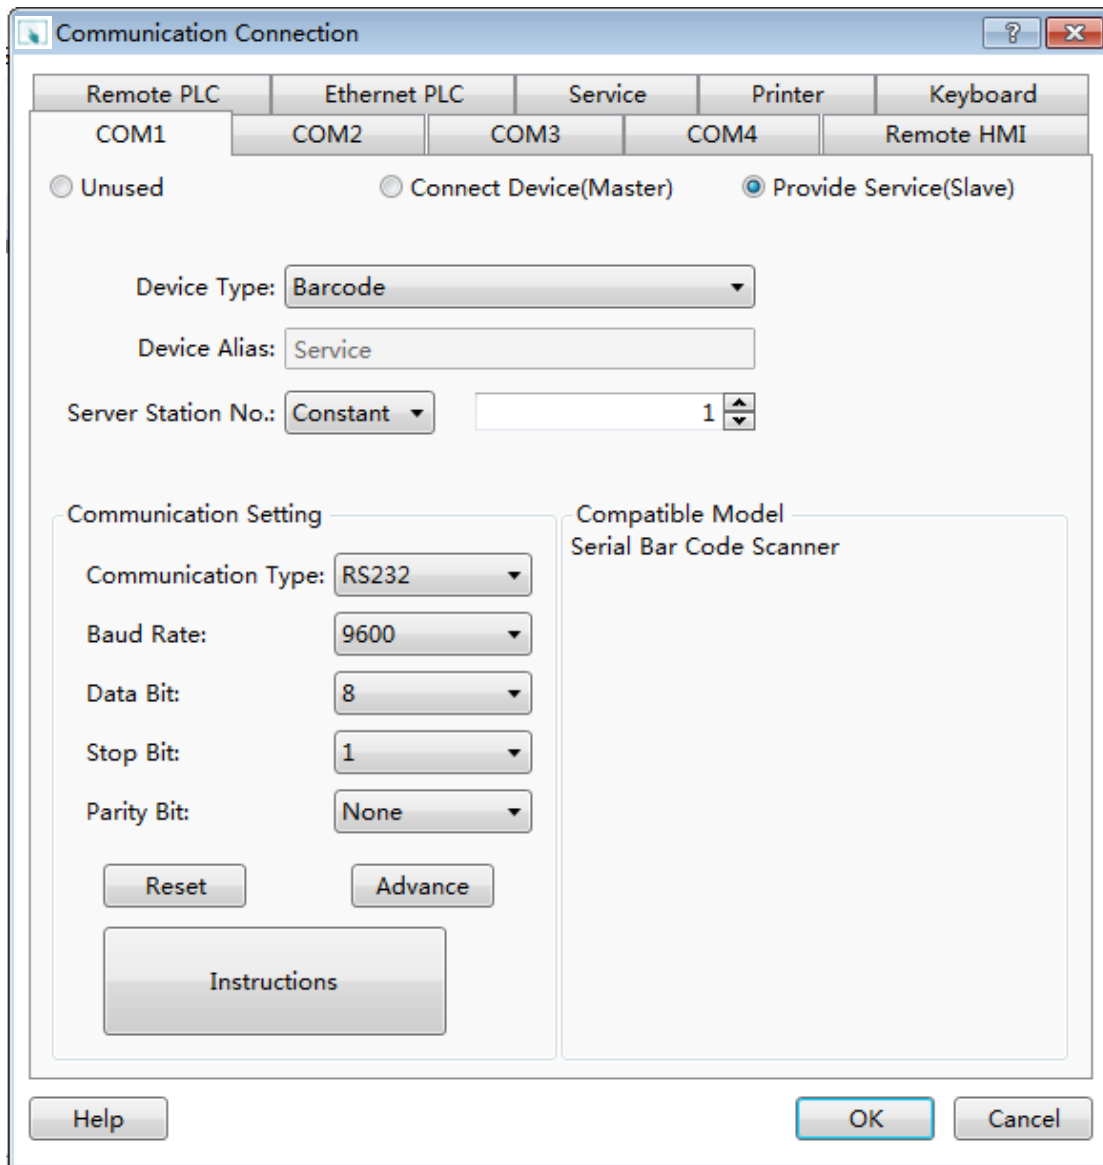 Communication Connection
Remote PLC Ethernet PLC Service Printer Keyboard
COM1 COM2 COM3 COM4 Remote HMI
Unused Connect Device(Master) Provide Service(Slave)
Device Type: Barcode
Device Alias: Service
Server Station No.: Constant 1
Communication Setting
Communication Type: RS232
Baud Rate: 9600
Data Bit: 8
Stop Bit: 1
Parity Bit: None
Reset Advance
Instructions
Compatible Model
Serial Bar Code Scanner
Help OK Cancel